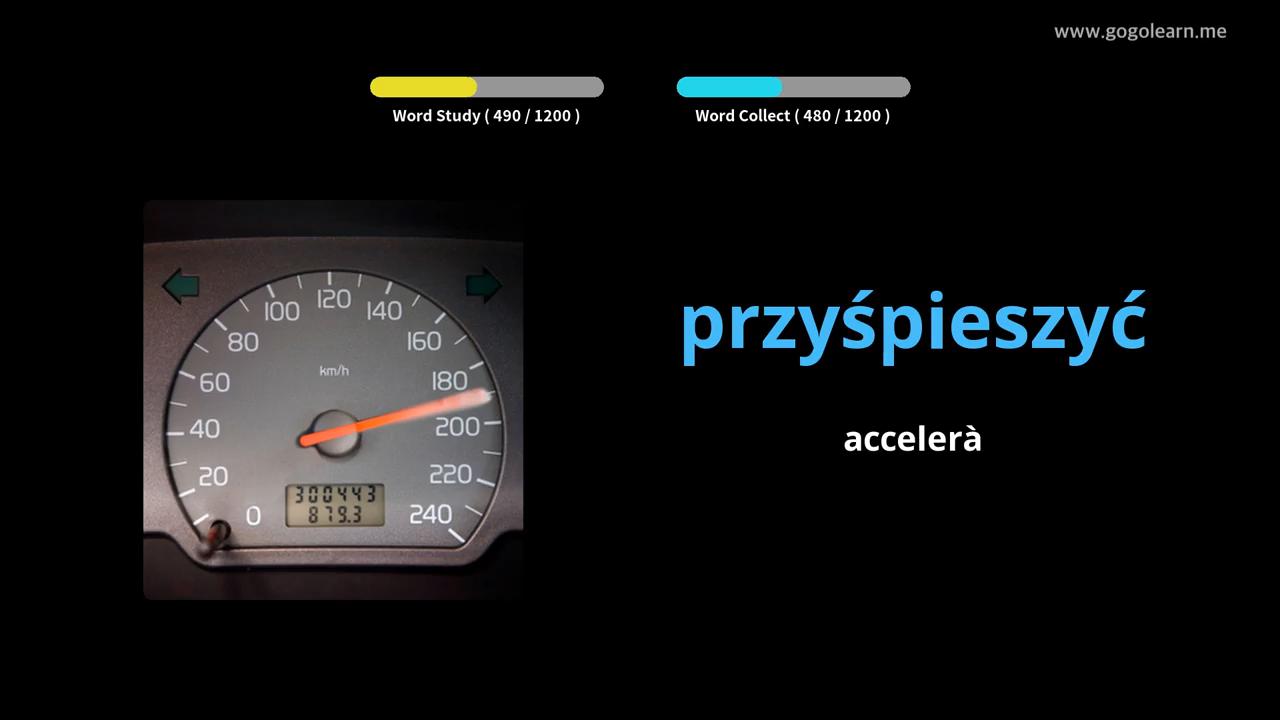 www.gogolearn.me
Word Study ( 490 / 1200 )
Word Collect ( 480 / 1200 )
przyśpieszyć
accelerà
120
100
140
80
160
km/h
60
180
40
200
20
220
300443
0
240
879.3